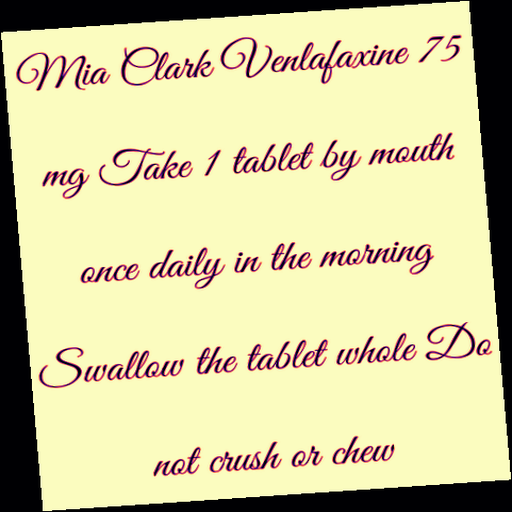 Mia Clark Venlafaxine 75
mg Take 1 tablet by mouth
once daily in the morning
Swallow the tablet whole Do
not crush or chew